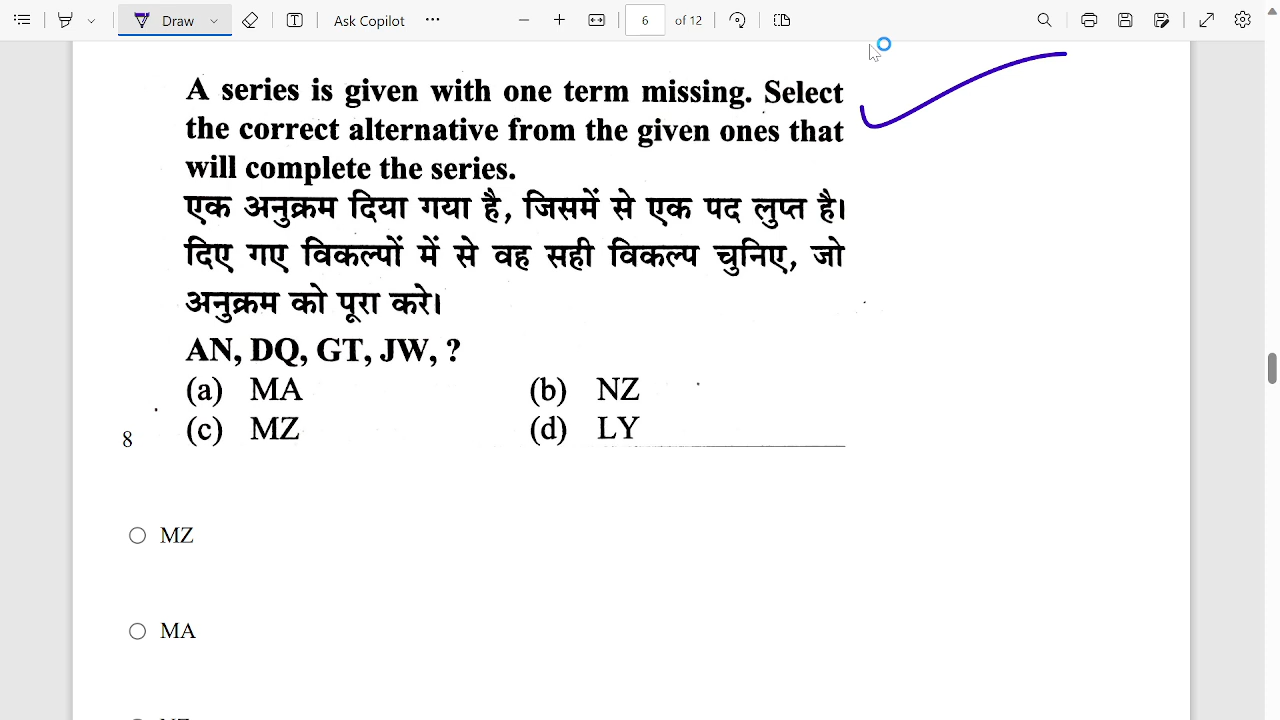 Draw
Ask Copilot
6 of 12
A series is given with one term missing. Select
the correct alternative from the given ones that
will complete the series.
एक अनुक्रम दिया गया है, जिसमें से एक पद लुप्त है।
दिए गए विकल्पों में से वह सही विकल्प चुनिए, जो
अनुक्रम को पूरा करे।
AN, DQ, GT, JW, ?
(a) MA (b) NZ
8 (c) MZ (d) LY
MZ
MA